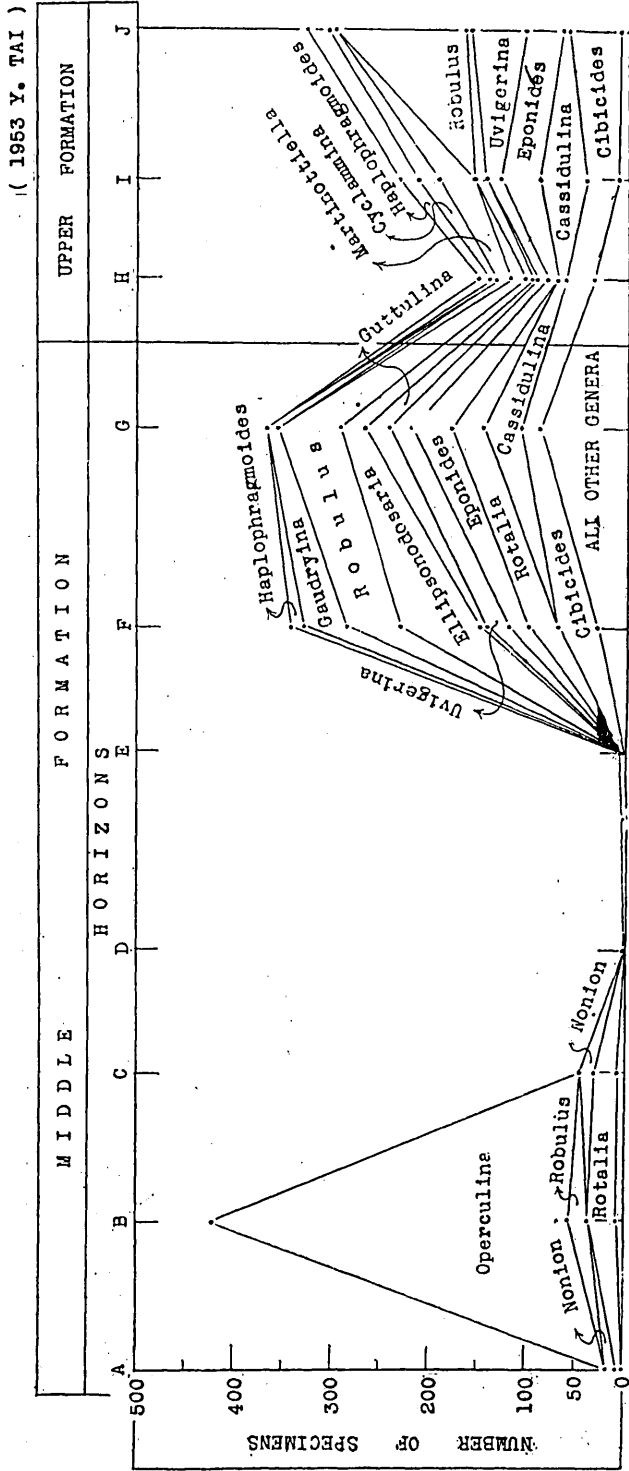 ( 1953 Y. TAI )
MIDDLE FORMATION
UPPER FORMATION
HORIZONS
A B C D E F G H I J
500
400
300
200
100
50
0
NUMBER OF SPECIMENS
Operculina
Nonion
Robulus
Rotalia
Nonion
Haplophragmoides
Gaudryina
Robulus
Ellipsonodosaria
Uvigerina
Eponides
Rotalia
Cibicides
Cassidulina
ALL OTHER GENERA
Guttulina
Martinottiella
Cyclammina
Haplophragmoides
Haplophragmoides
Robulus
Uvigerina
Eponides
Cassidulina
Cibicides